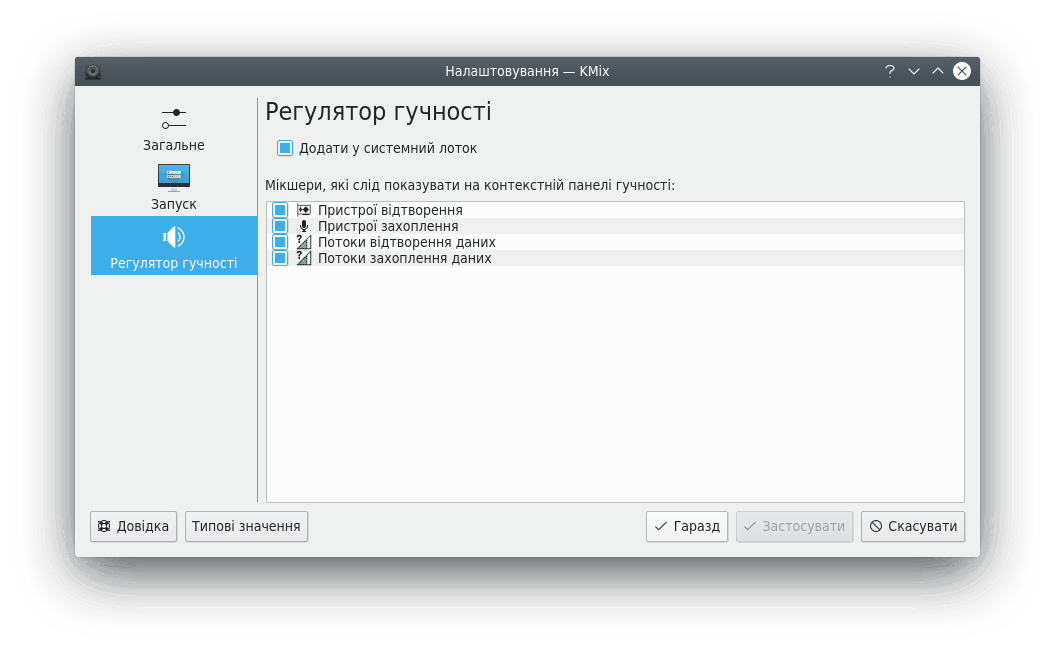 Налаштовування — KMix
Загальне
Запуск
Регулятор гучності
Регулятор гучності
Додати у системний лоток
Мікшери, які слід показувати на контекстній панелі гучності:
Пристрої відтворення
Пристрої захоплення
Потоки відтворення даних
Потоки захоплення даних
Довідка
Типові значення
Гаразд
Застосувати
Скасувати